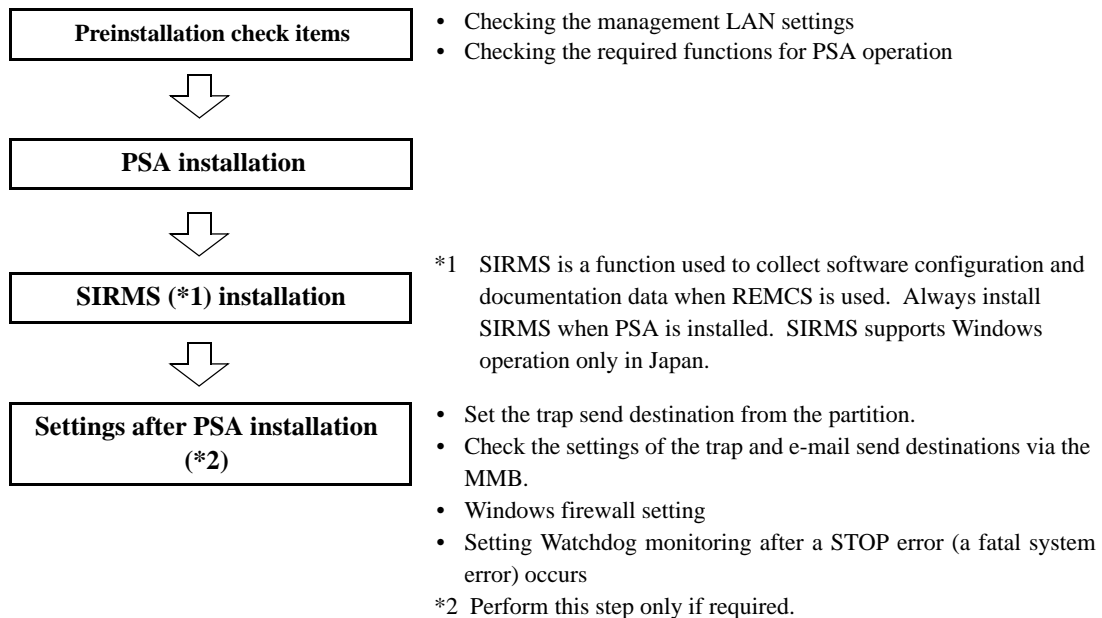 Preinstallation check items
• Checking the management LAN settings
• Checking the required functions for PSA operation
PSA installation
SIRMS (*1) installation
*1 SIRMS is a function used to collect software configuration and
documentation data when REMCS is used. Always install
SIRMS when PSA is installed. SIRMS supports Windows
operation only in Japan.
Settings after PSA installation
(*2)
• Set the trap send destination from the partition.
• Check the settings of the trap and e-mail send destinations via the
MMB.
• Windows firewall setting
• Setting Watchdog monitoring after a STOP error (a fatal system
error) occurs
*2 Perform this step only if required.